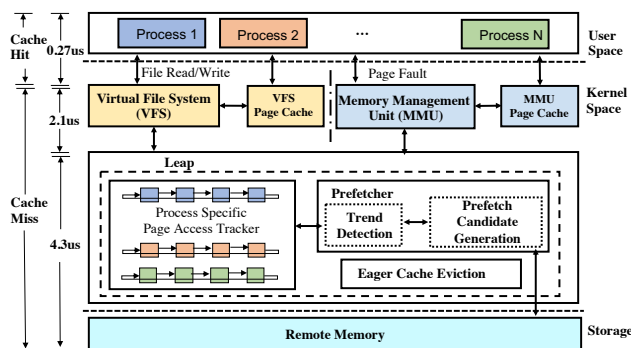 Cache
Hit
0.27us
Process 1
Process 2
...
Process N
User
Space
File Read/Write
Page Fault
2.1us
Virtual File System
(VFS)
VFS
Page Cache
Memory Management
Unit (MMU)
MMU
Page Cache
Kernel
Space
Cache
Miss
4.3us
Leap
Process Specific
Page Access Tracker
Prefetcher
Trend
Detection
Prefetch
Candidate
Generation
Eager Cache Eviction
Remote Memory
Storage